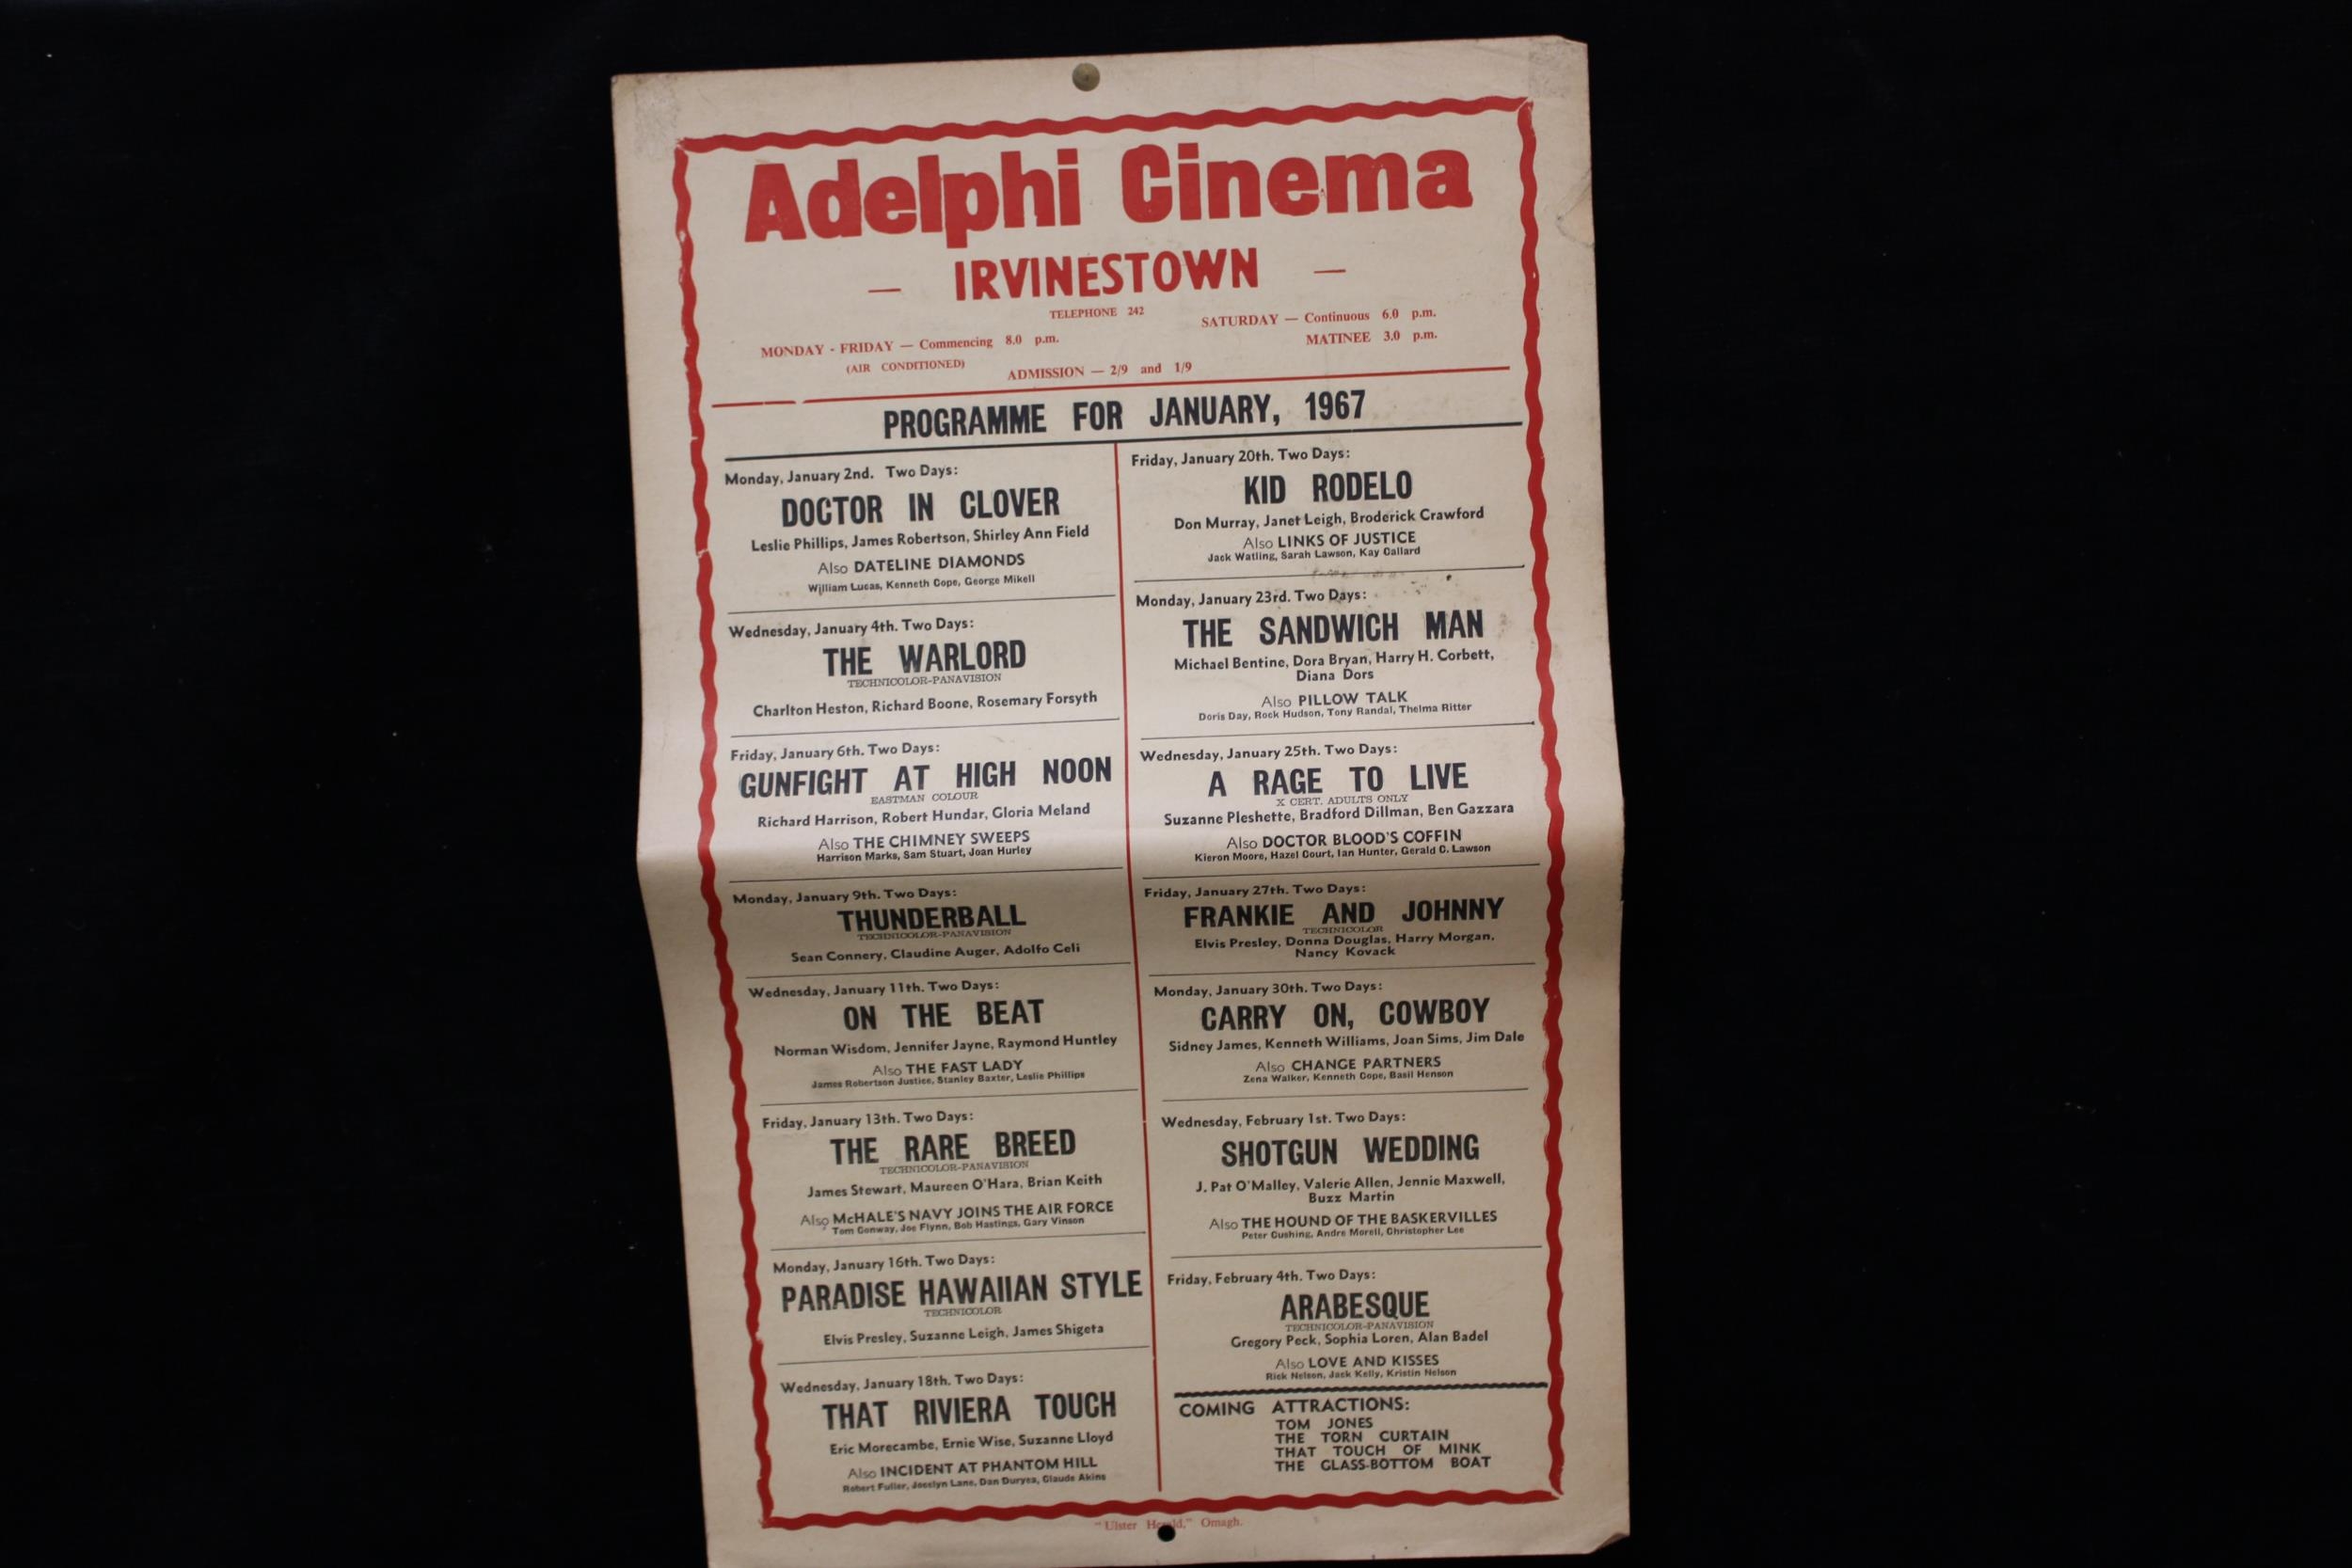 Adelphi Cinema
— IRVINESTOWN —
TELEPHONE 242
MONDAY - FRIDAY — Commencing 8.0 p.m.
(AIR CONDITIONED)
SATURDAY — Continuous 6.0 p.m.
MATINEE 3.0 p.m.
ADMISSION — 2/9 and 1/9
PROGRAMME FOR JANUARY, 1967
Monday, January 2nd. Two Days:
DOCTOR IN CLOVER
Leslie Phillips, James Robertson, Shirley Ann Field
Also DATELINE DIAMONDS
William Lucas, Kenneth Cope, George Mikell
Wednesday, January 4th. Two Days:
THE WARLORD
TECHNICOLOR-PANAVISION
Charlton Heston, Richard Boone, Rosemary Forsyth
Friday, January 6th. Two Days:
GUNFIGHT AT HIGH NOON
EASTMAN COLOUR
Richard Harrison, Robert Hundar, Gloria Meland
Also THE CHIMNEY SWEEPS
Harrison Marks, Sam Stuart, Joan Hurley
Monday, January 9th. Two Days:
THUNDERBALL
TECHNICOLOR-PANAVISION
Sean Connery, Claudine Auger, Adolfo Celi
Wednesday, January 11th. Two Days:
ON THE BEAT
Norman Wisdom, Jennifer Jayne, Raymond Huntley
Also THE FAST LADY
James Robertson Justice, Stanley Baxter, Leslie Phillips
Friday, January 13th. Two Days:
THE RARE BREED
TECHNICOLOR-PANAVISION
James Stewart, Maureen O'Hara, Brian Keith
Also McHALE'S NAVY JOINS THE AIR FORCE
Tom Conway, Joe Flynn, Bob Hastings, Gary Vinson
Monday, January 16th. Two Days:
PARADISE HAWAIIAN STYLE
TECHNICOLOR
Elvis Presley, Suzanne Leigh, James Shigeta
Wednesday, January 18th. Two Days:
THAT RIVIERA TOUCH
Eric Morecambe, Ernie Wise, Suzanne Lloyd
Also INCIDENT AT PHANTOM HILL
Robert Fuller, Jocelyn Lane, Dan Duryea, Claude Akins
Friday, January 20th. Two Days:
KID RODELO
Don Murray, Janet Leigh, Broderick Crawford
Also LINKS OF JUSTICE
Jack Watling, Sarah Lawson, Kay Callard
Monday, January 23rd. Two Days:
THE SANDWICH MAN
Michael Bentine, Dora Bryan, Harry H. Corbett,
Diana Dors
Also PILLOW TALK
Doris Day, Rock Hudson, Tony Randal, Thelma Ritter
Wednesday, January 25th. Two Days:
A RAGE TO LIVE
X CERT. ADULTS ONLY
Suzanne Pleshette, Bradford Dillman, Ben Gazzara
Also DOCTOR BLOOD'S COFFIN
Kieron Moore, Hazel Court, Ian Hunter, Gerald C. Lawson
Friday, January 27th. Two Days:
FRANKIE AND JOHNNY
TECHNICOLOR
Elvis Presley, Donna Douglas, Harry Morgan,
Nancy Kovack
Monday, January 30th. Two Days:
CARRY ON, COWBOY
Sidney James, Kenneth Williams, Joan Sims, Jim Dale
Also CHANGE PARTNERS
Zena Walker, Kenneth Cope, Basil Henson
Wednesday, February 1st. Two Days:
SHOTGUN WEDDING
J. Pat O'Malley, Valerie Allen, Jennie Maxwell,
Buzz Martin
Also THE HOUND OF THE BASKERVILLES
Peter Cushing, Andre Morell, Christopher Lee
Friday, February 4th. Two Days:
ARABESQUE
TECHNICOLOR-PANAVISION
Gregory Peck, Sophia Loren, Alan Badel
Also LOVE AND KISSES
Rick Nelson, Jack Kelly, Kristin Nelson
COMING ATTRACTIONS:
TOM JONES
THE TORN CURTAIN
THAT TOUCH OF MINK
THE GLASS-BOTTOM BOAT
"Ulster Herald," Omagh.